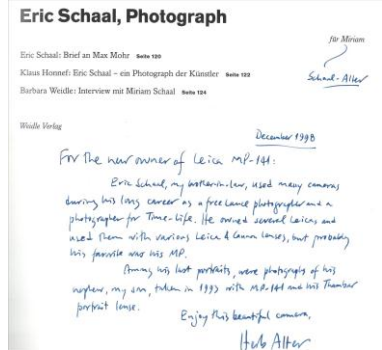 Eric Schaal, Photograph
für Miriam
Schaal-Alter
Eric Schaal: Brief an Max Mohr Seite 120
Klaus Honnef: Eric Schaal – ein Photograph der Künstler Seite 122
Barbara Weidle: Interview mit Miriam Schaal Seite 124
Weidle Verlag
December 1998
For the new owner of Leica MP-141:
Eric Schaal, my brother in-law, used many cameras
during his long career as a free lance photographer and a
photographer for Time-Life. He owned several Leicas and
used them with various Leica & Canon lenses, but probably
his favorite was his MP.
Among his last portraits, were photographs of his
nephew, my son, taken in 1993 with MP-141 and his Thambar
portrait lense.
Enjoy this beautiful camera,
Herb Alter